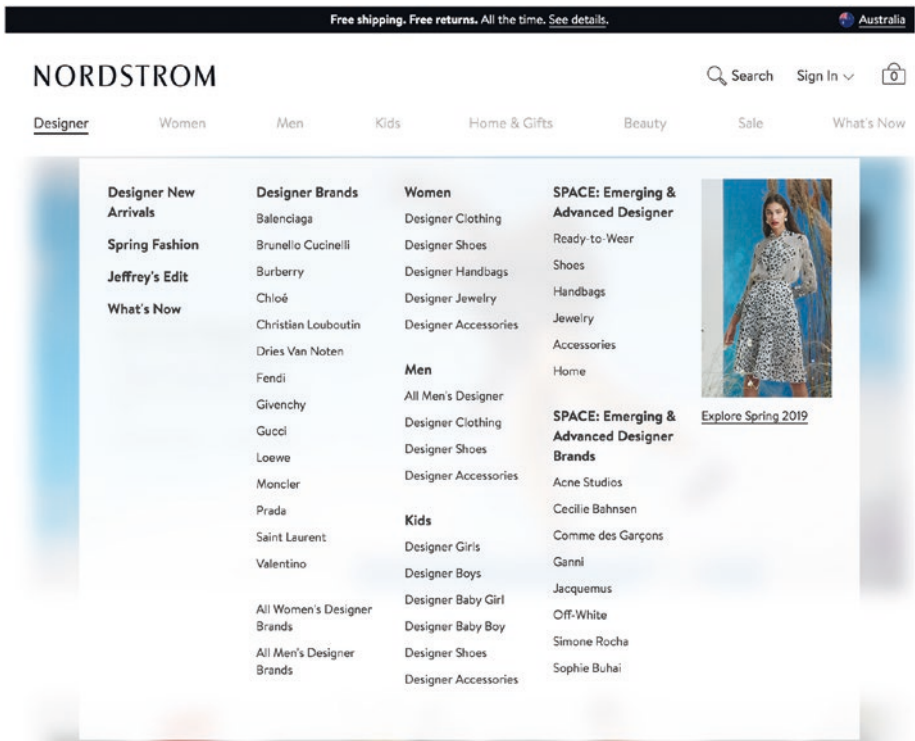 Free shipping. Free returns. All the time. See details.
Australia
NORDSTROM
Search
Sign In
0
Designer
Women
Men
Kids
Home & Gifts
Beauty
Sale
What's Now
Designer New
Arrivals
Spring Fashion
Jeffrey's Edit
What's Now
Designer Brands
Balenciaga
Brunello Cucinelli
Burberry
Chloé
Christian Louboutin
Dries Van Noten
Fendi
Givenchy
Gucci
Loewe
Moncler
Prada
Saint Laurent
Valentino
All Women's Designer
Brands
All Men's Designer
Brands
Women
Designer Clothing
Designer Shoes
Designer Handbags
Designer Jewelry
Designer Accessories
Men
All Men's Designer
Designer Clothing
Designer Shoes
Designer Accessories
Kids
Designer Girls
Designer Boys
Designer Baby Girl
Designer Baby Boy
Designer Shoes
Designer Accessories
SPACE: Emerging &
Advanced Designer
Ready-to-Wear
Shoes
Handbags
Jewelry
Accessories
Home
SPACE: Emerging &
Advanced Designer
Brands
Acne Studios
Cecilie Bahnsen
Comme des Garçons
Ganni
Jacquemus
Off-White
Simone Rocha
Sophie Buhai
Explore Spring 2019